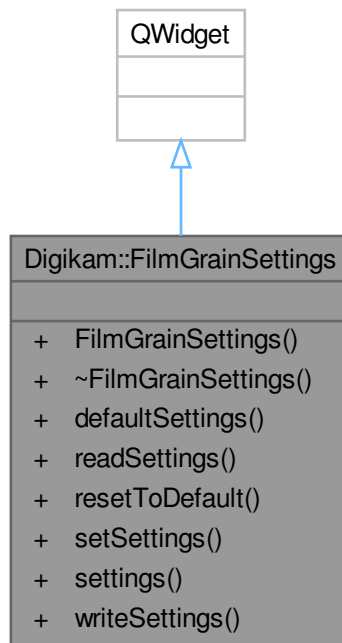 QWidget
Digikam::FilmGrainSettings
+ FilmGrainSettings()
+ ~FilmGrainSettings()
+ defaultSettings()
+ readSettings()
+ resetToDefault()
+ setSettings()
+ settings()
+ writeSettings()